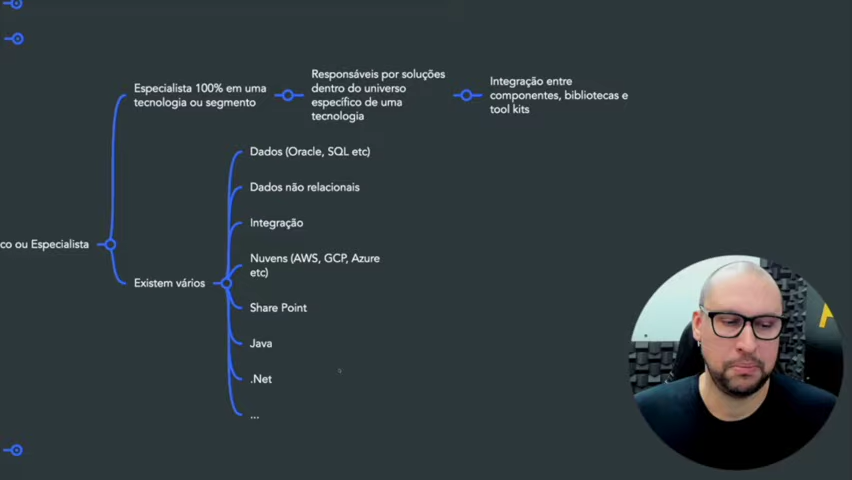 Especialista 100% em uma
tecnologia ou segmento
Responsáveis por soluções
dentro do universo
específico de uma
tecnologia
Integração entre
componentes, bibliotecas e
tool kits
co ou Especialista
Existem vários
Dados (Oracle, SQL etc)
Dados não relacionais
Integração
Nuvens (AWS, GCP, Azure
etc)
Share Point
Java
.Net
...